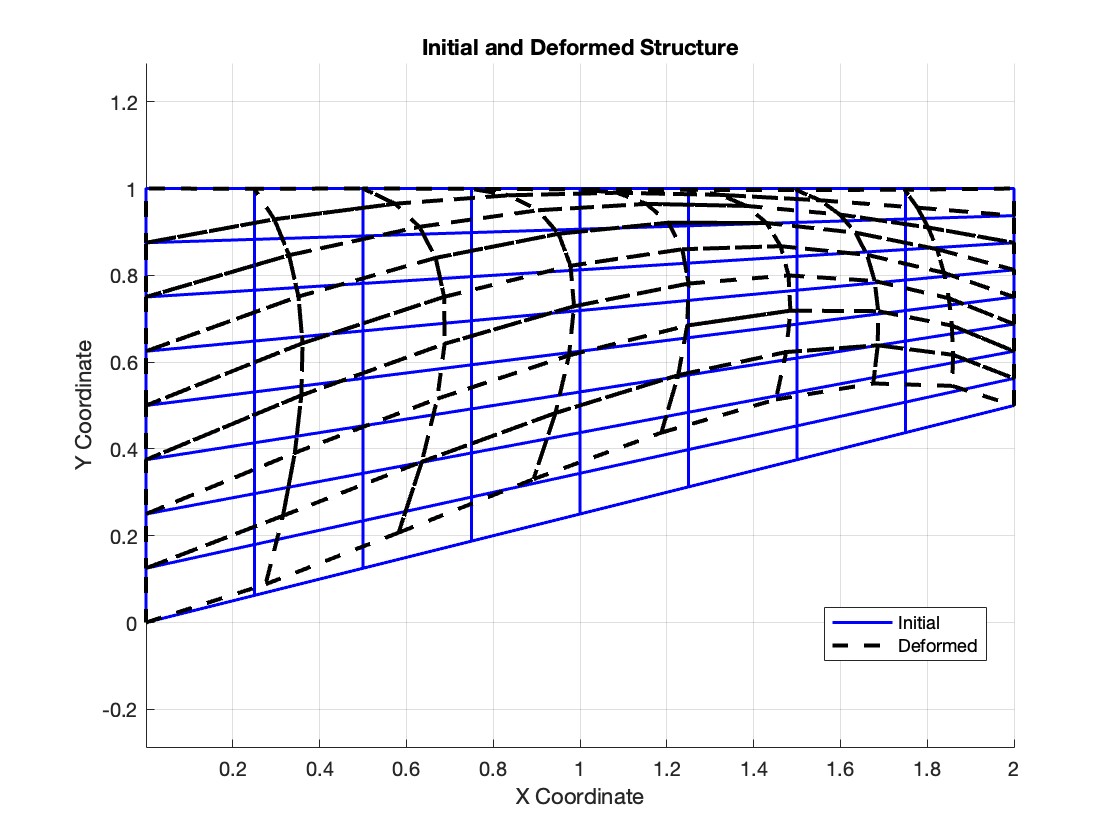 Initial and Deformed Structure
1.2
1
0.8
0.6
0.4
0.2
0
-0.2
Y Coordinate
Initial
Deformed
0.2 0.4 0.6 0.8 1 1.2 1.4 1.6 1.8 2
X Coordinate